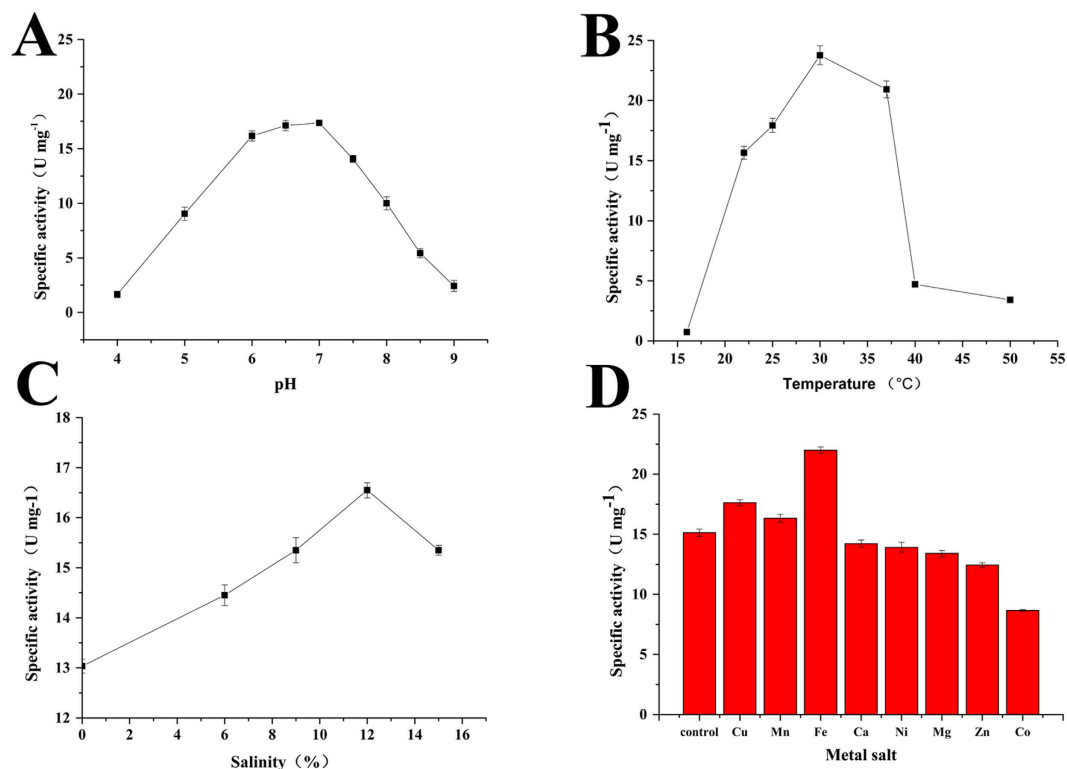 A
25
20
15
10
5
0
Specific activity (U mg-1)
4 5 6 7 8 9
pH
B
25
20
15
10
5
0
Specific activity (U mg-1)
15 20 25 30 35 40 45 50 55
Temperature (°C)
C
18
17
16
15
14
13
12
Specific activity (U mg-1)
0 2 4 6 8 10 12 14 16
Salinity (%)
D
25
20
15
10
5
0
Specific activity (U mg-1)
control Cu Mn Fe Ca Ni Mg Zn Co
Metal salt